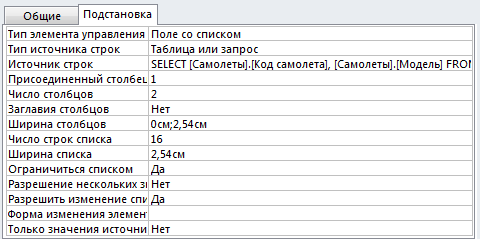 Общие Подстановка
Тип элемента управления Поле со списком
Тип источника строк Таблица или запрос
Источник строк SELECT [Самолеты].[Код самолета], [Самолеты].[Модель] FROM
Присоединенный столбец 1
Число столбцов 2
Заглавия столбцов Нет
Ширина столбцов 0см;2,54см
Число строк списка 16
Ширина списка 2,54см
Ограничиться списком Да
Разрешение нескольких зн Нет
Разрешить изменение спи Да
Форма изменения элемент
Только значения источни Нет